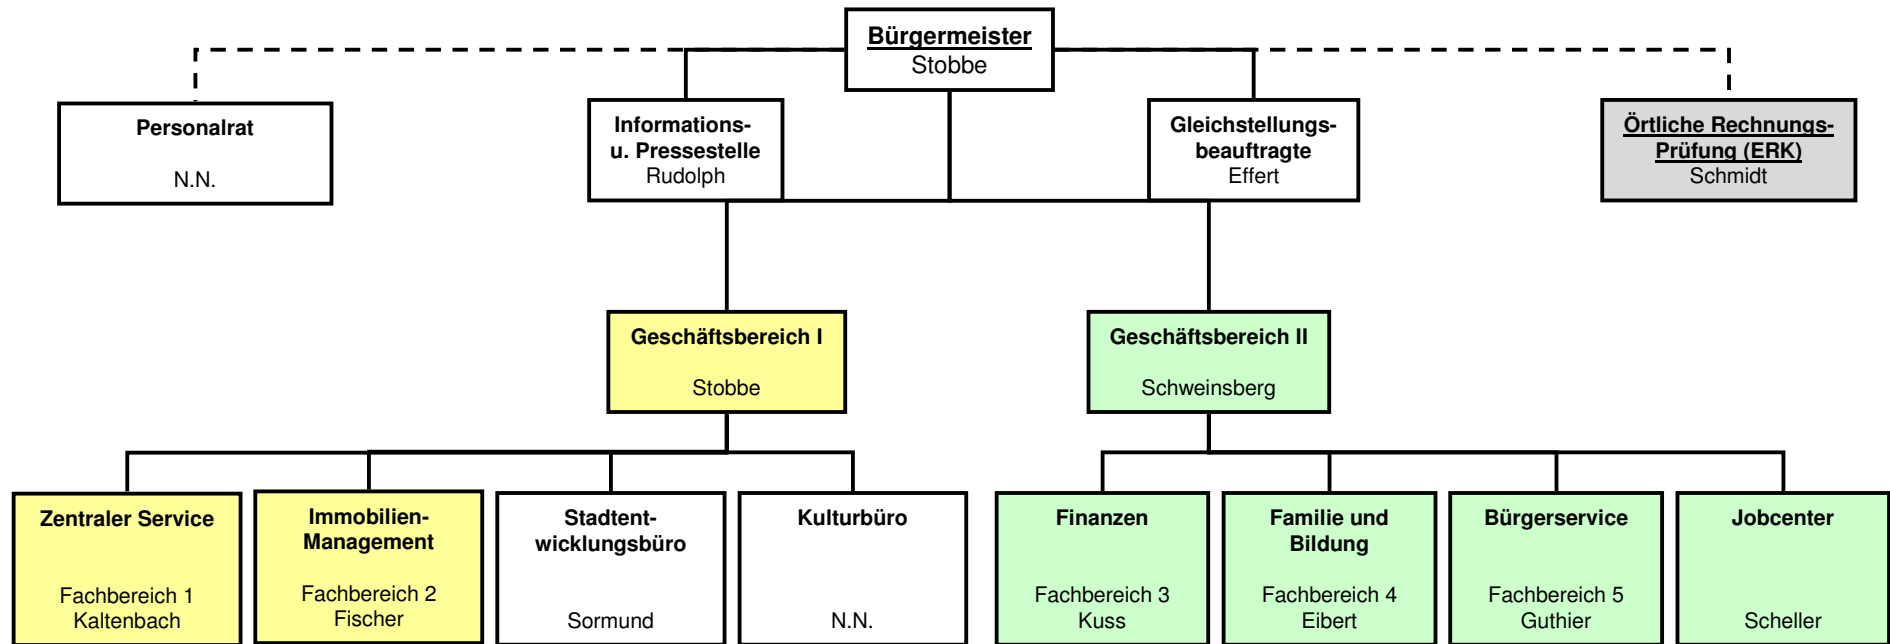 Bürgermeister
Stobbe
Personalrat
N.N.
Informations-
u. Pressestelle
Rudolph
Gleichstellungs-
beauftragte
Effert
Örtliche Rechnungs-
Prüfung (ERK)
Schmidt
Geschäftsbereich I
Stobbe
Geschäftsbereich II
Schweinsberg
Zentraler Service
Fachbereich 1
Kaltenbach
Immobilien-
Management
Fachbereich 2
Fischer
Stadtent-
wicklungsbüro
Sormund
Kulturbüro
N.N.
Finanzen
Fachbereich 3
Kuss
Familie und
Bildung
Fachbereich 4
Eibert
Bürgerservice
Fachbereich 5
Guthier
Jobcenter
Scheller